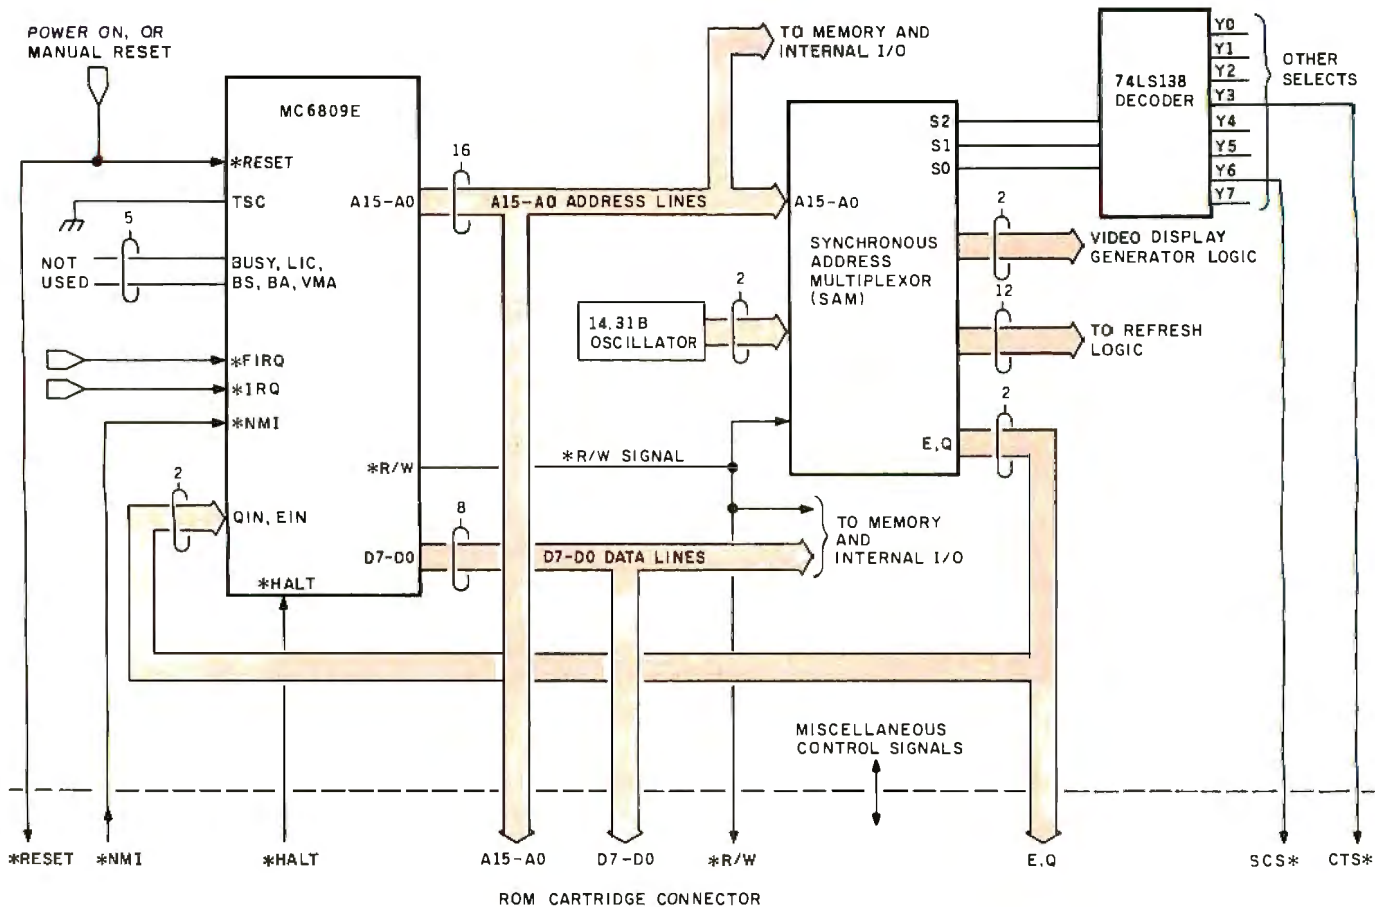 POWER ON, OR
MANUAL RESET
MC6809E
*RESET
TSC
5
NOT
USED
BUSY, LIC,
BS, BA, VMA
*FIRQ
*IRQ
*NMI
2
QIN, EIN
*HALT
A15-A0
16
A15-A0 ADDRESS LINES
*R/W
*R/W SIGNAL
D7-D0
8
D7-D0 DATA LINES
TO MEMORY AND
INTERNAL I/O
14.31B
OSCILLATOR
2
A15-A0
SYNCHRONOUS
ADDRESS
MULTIPLEXOR
(SAM)
S2
S1
S0
E,Q
74LS138
DECODER
Y0
Y1
Y2
Y3
Y4
Y5
Y6
Y7
OTHER
SELECTS
2
VIDEO DISPLAY
GENERATOR LOGIC
12
TO REFRESH
LOGIC
2
TO MEMORY
AND
INTERNAL I/O
MISCELLANEOUS
CONTROL SIGNALS
*RESET
*NMI
*HALT
A15-A0
D7-D0
*R/W
E,Q
SCS*
CTS*
ROM CARTRIDGE CONNECTOR